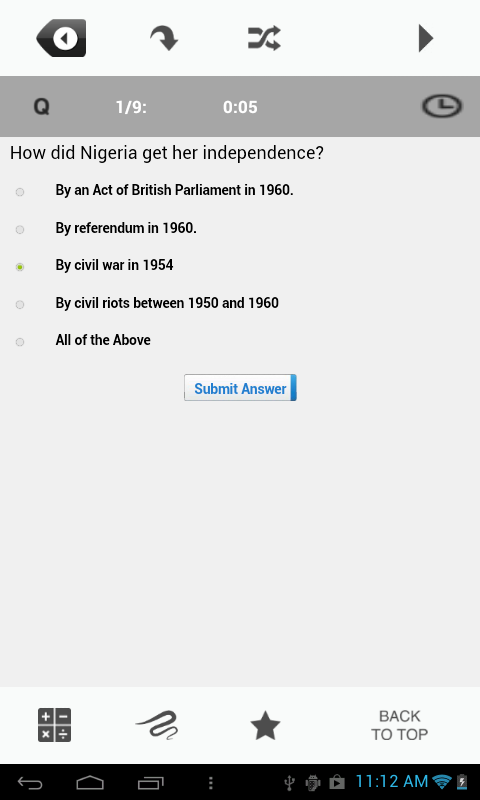 Q 1/9: 0:05
How did Nigeria get her independence?
By an Act of British Parliament in 1960.
By referendum in 1960.
By civil war in 1954
By civil riots between 1950 and 1960
All of the Above
Submit Answer
BACK
TO TOP
11:12 AM